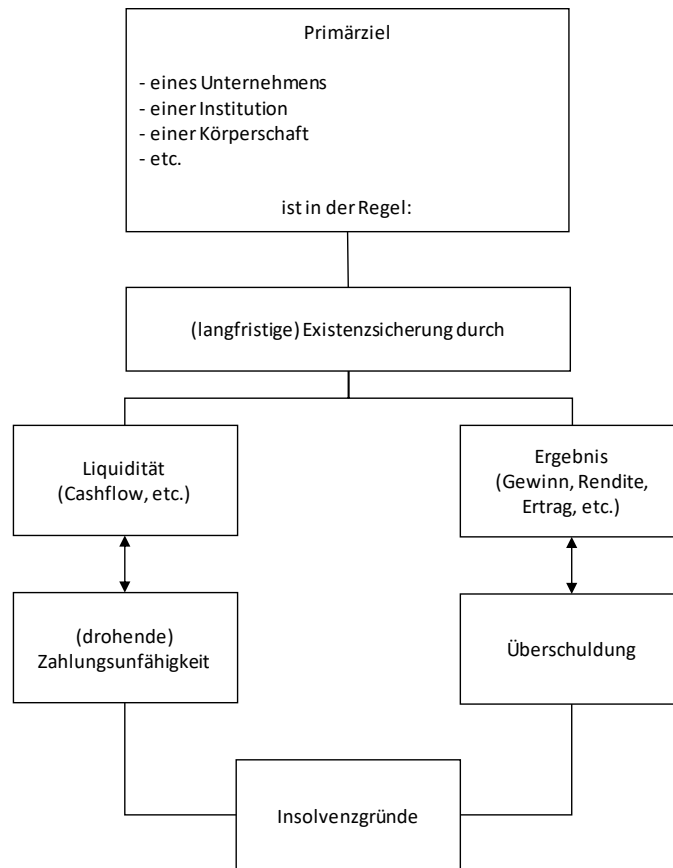 Primärziel
- eines Unternehmens
- einer Institution
- einer Körperschaft
- etc.
ist in der Regel:
(langfristige) Existenzsicherung durch
Liquidität
(Cashflow, etc.)
Ergebnis
(Gewinn, Rendite,
Ertrag, etc.)
(drohende)
Zahlungsunfähigkeit
Überschuldung
Insolvenzgründe